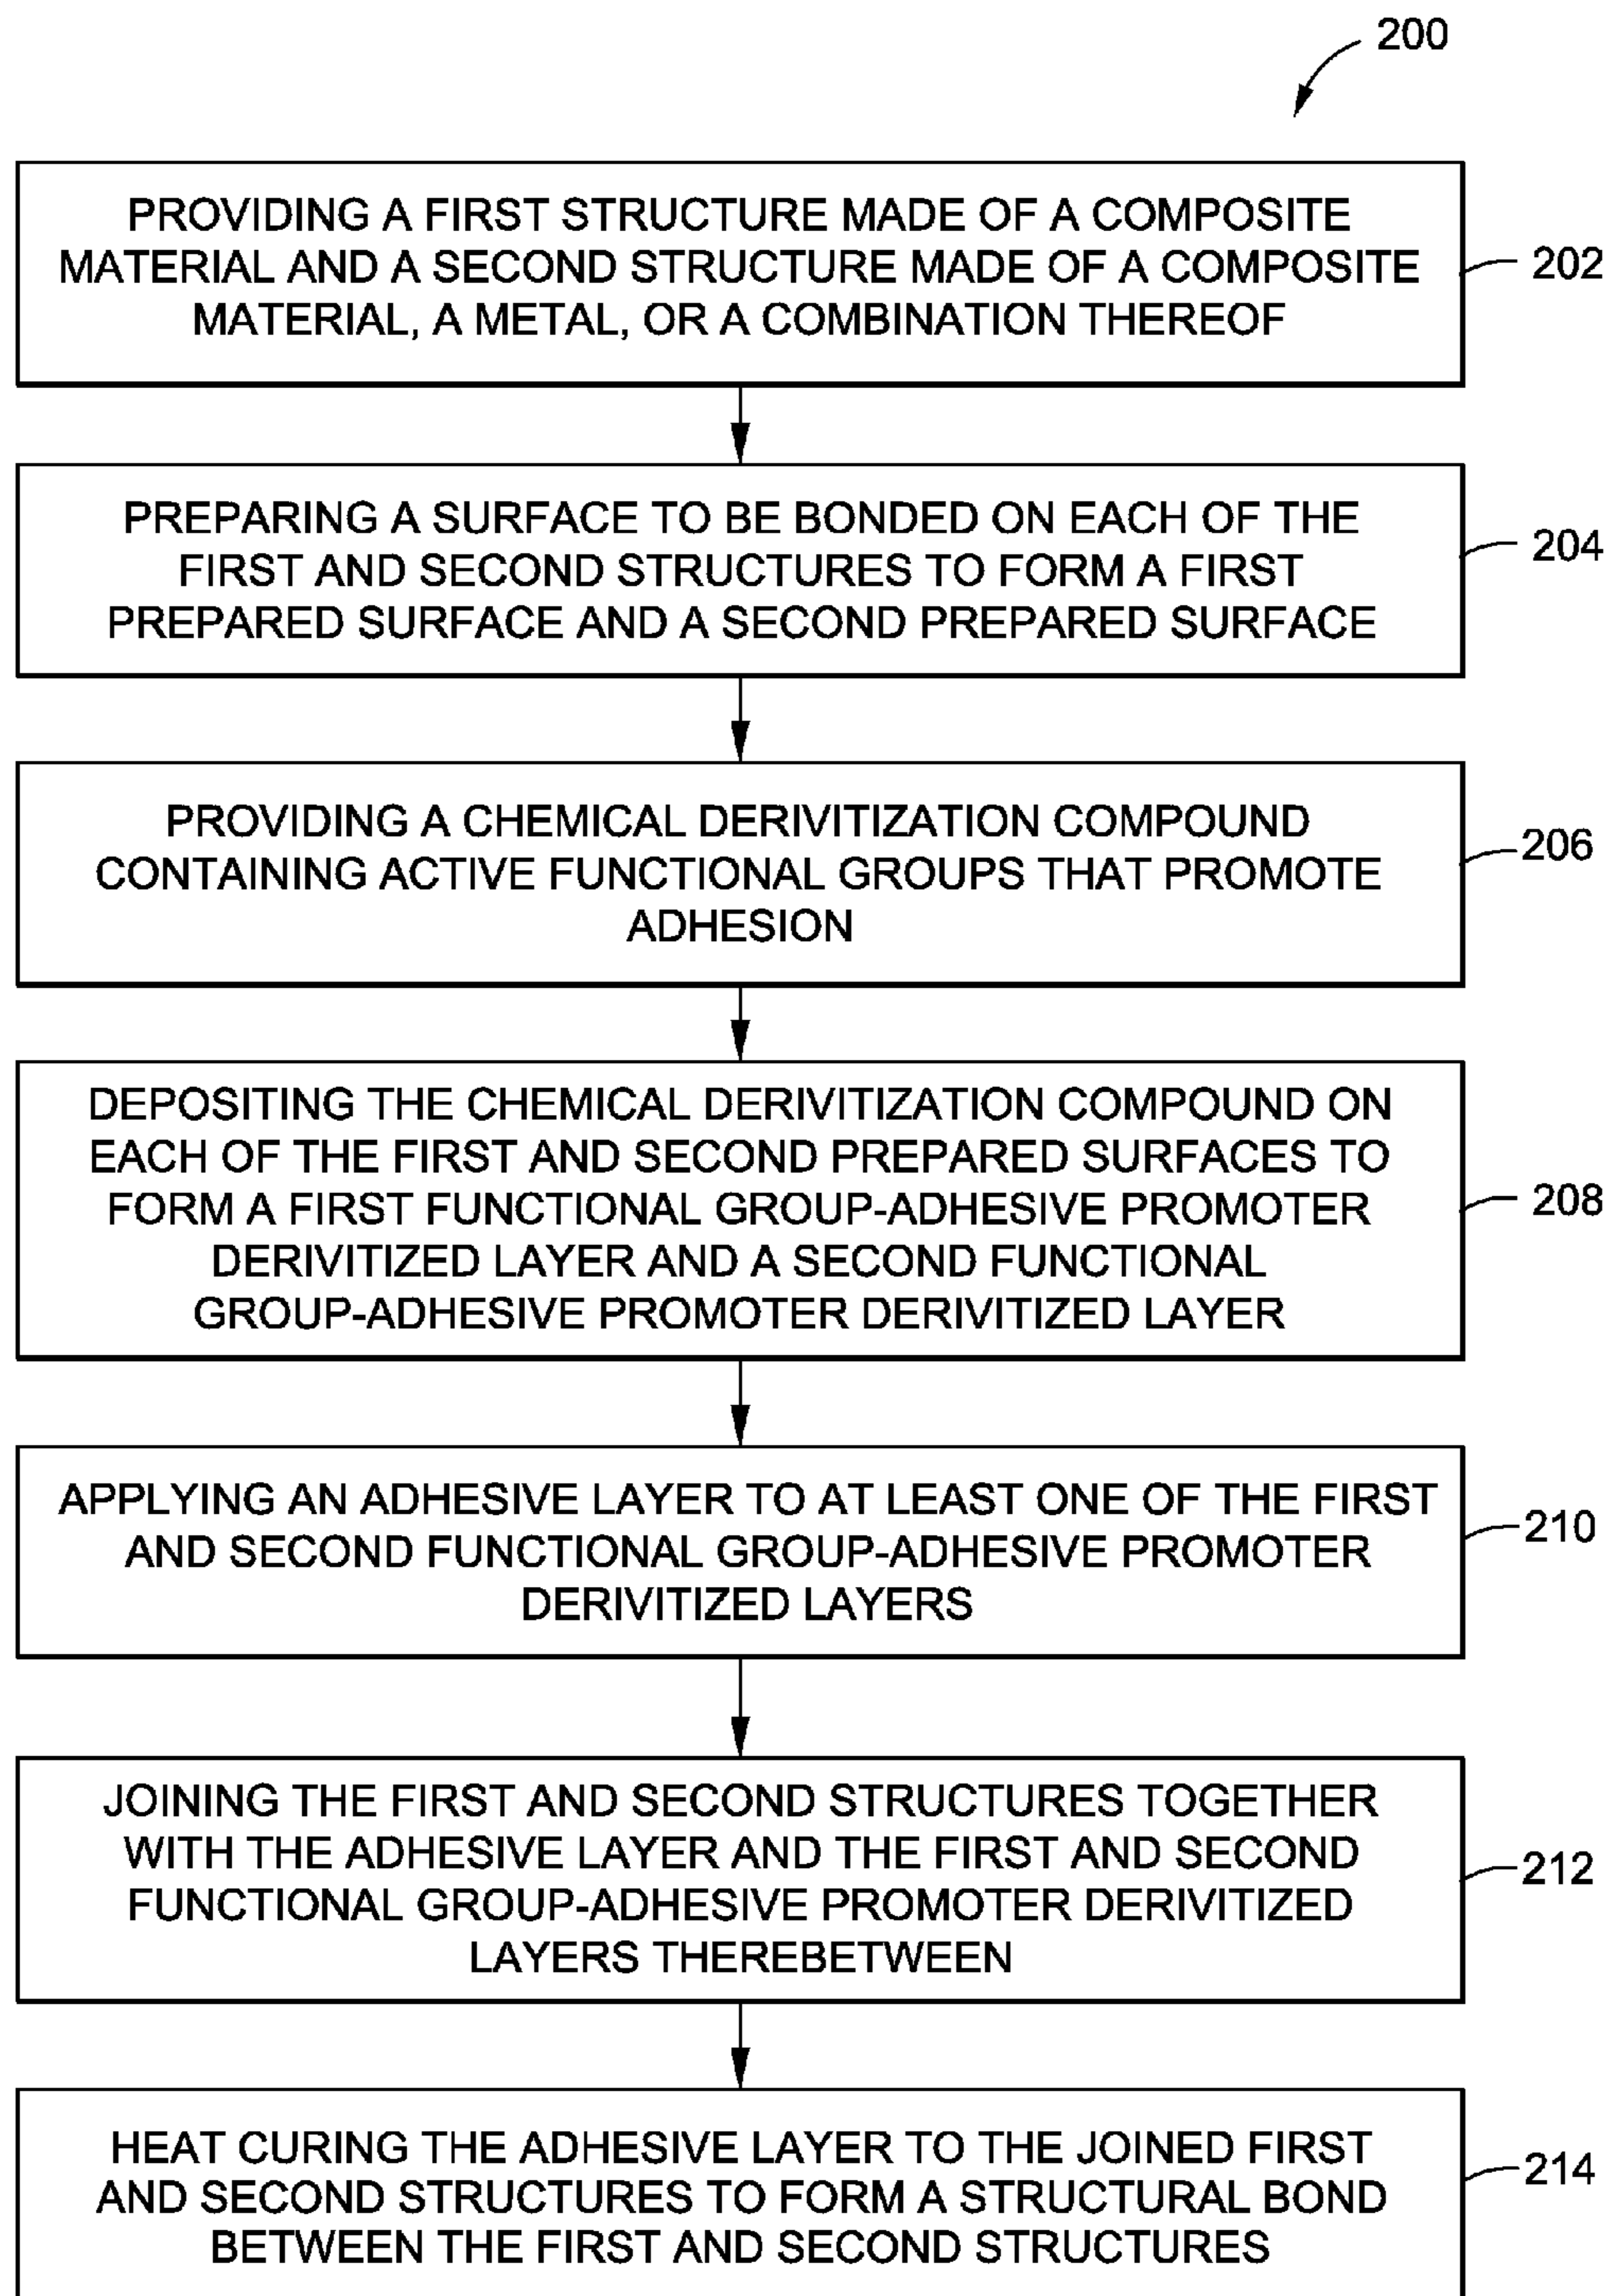 200
PROVIDING A FIRST STRUCTURE MADE OF A COMPOSITE
MATERIAL AND A SECOND STRUCTURE MADE OF A COMPOSITE
MATERIAL, A METAL, OR A COMBINATION THEREOF
202
PREPARING A SURFACE TO BE BONDED ON EACH OF THE
FIRST AND SECOND STRUCTURES TO FORM A FIRST
PREPARED SURFACE AND A SECOND PREPARED SURFACE
204
PROVIDING A CHEMICAL DERIVITIZATION COMPOUND
CONTAINING ACTIVE FUNCTIONAL GROUPS THAT PROMOTE
ADHESION
206
DEPOSITING THE CHEMICAL DERIVITIZATION COMPOUND ON
EACH OF THE FIRST AND SECOND PREPARED SURFACES TO
FORM A FIRST FUNCTIONAL GROUP-ADHESIVE PROMOTER
DERIVITIZED LAYER AND A SECOND FUNCTIONAL
GROUP-ADHESIVE PROMOTER DERIVITIZED LAYER
208
APPLYING AN ADHESIVE LAYER TO AT LEAST ONE OF THE FIRST
AND SECOND FUNCTIONAL GROUP-ADHESIVE PROMOTER
DERIVITIZED LAYERS
210
JOINING THE FIRST AND SECOND STRUCTURES TOGETHER
WITH THE ADHESIVE LAYER AND THE FIRST AND SECOND
FUNCTIONAL GROUP-ADHESIVE PROMOTER DERIVITIZED
LAYERS THEREBETWEEN
212
HEAT CURING THE ADHESIVE LAYER TO THE JOINED FIRST
AND SECOND STRUCTURES TO FORM A STRUCTURAL BOND
BETWEEN THE FIRST AND SECOND STRUCTURES
214